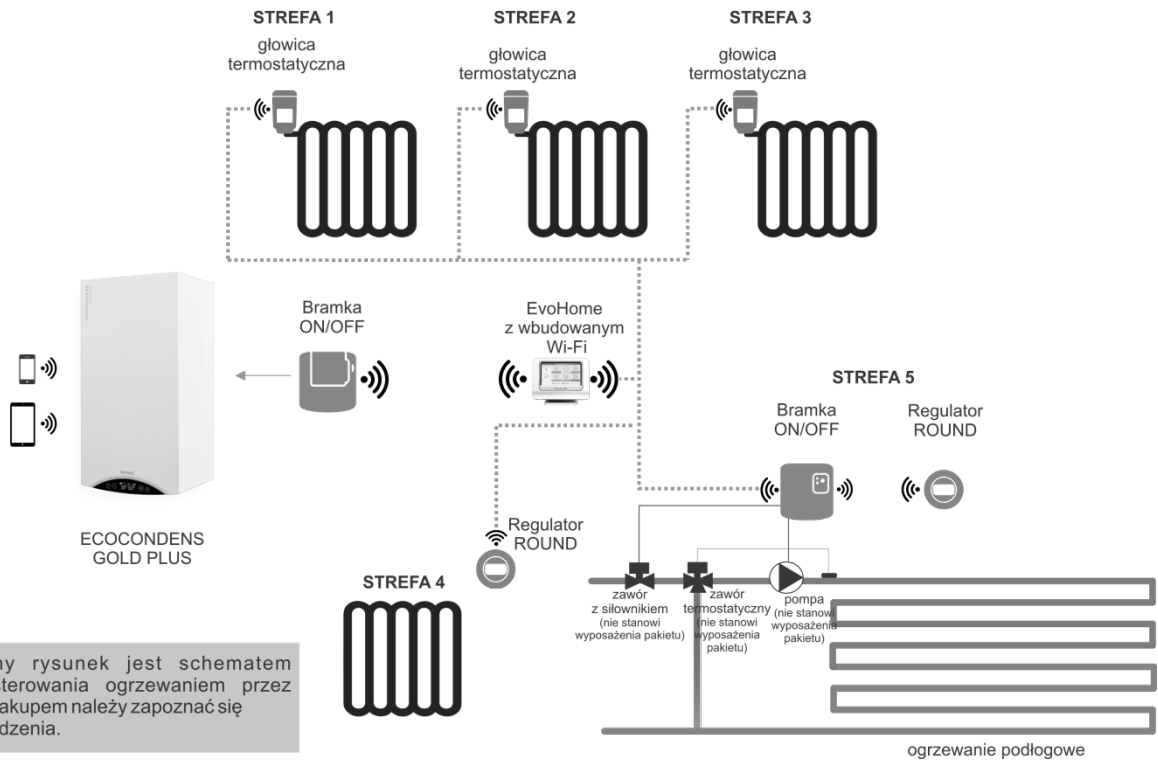 STREFA 1
głowica
termostatyczna
STREFA 2
głowica
termostatyczna
STREFA 3
głowica
termostatyczna
Bramka
ON/OFF
EvoHome
z wbudowanym
Wi-Fi
STREFA 5
Bramka
ON/OFF
Regulator
ROUND
ECOCONDENS
GOLD PLUS
Regulator
ROUND
STREFA 4
zawór
z siłownikiem
(nie stanowi
wyposażenia pakietu)
zawór
termostatyczny
(nie stanowi
wyposażenia
pakietu)
pompa
(nie stanowi
wyposażenia
pakietu)
ny rysunek jest schematem
sterowania ogrzewaniem przez
akupem należy zapoznać się
dzenia.
ogrzewanie podłogowe